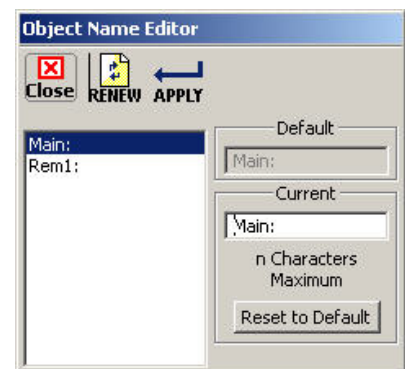 Object Name Editor
Close RENEW APPLY
Main:
Rem1:
Default
Main:
Current
Main:
n Characters
Maximum
Reset to Default